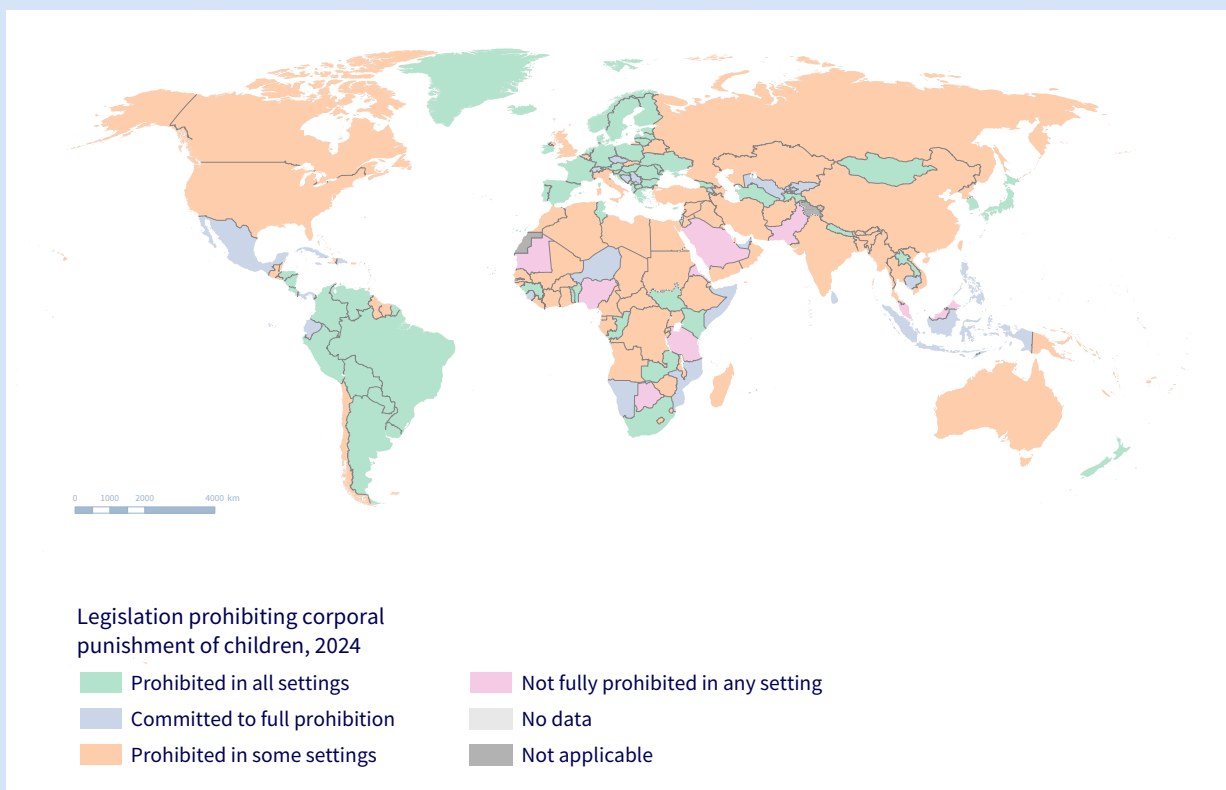 0 1000 2000 4000 km
Legislation prohibiting corporal
punishment of children, 2024
Prohibited in all settings
Committed to full prohibition
Prohibited in some settings
Not fully prohibited in any setting
No data
Not applicable